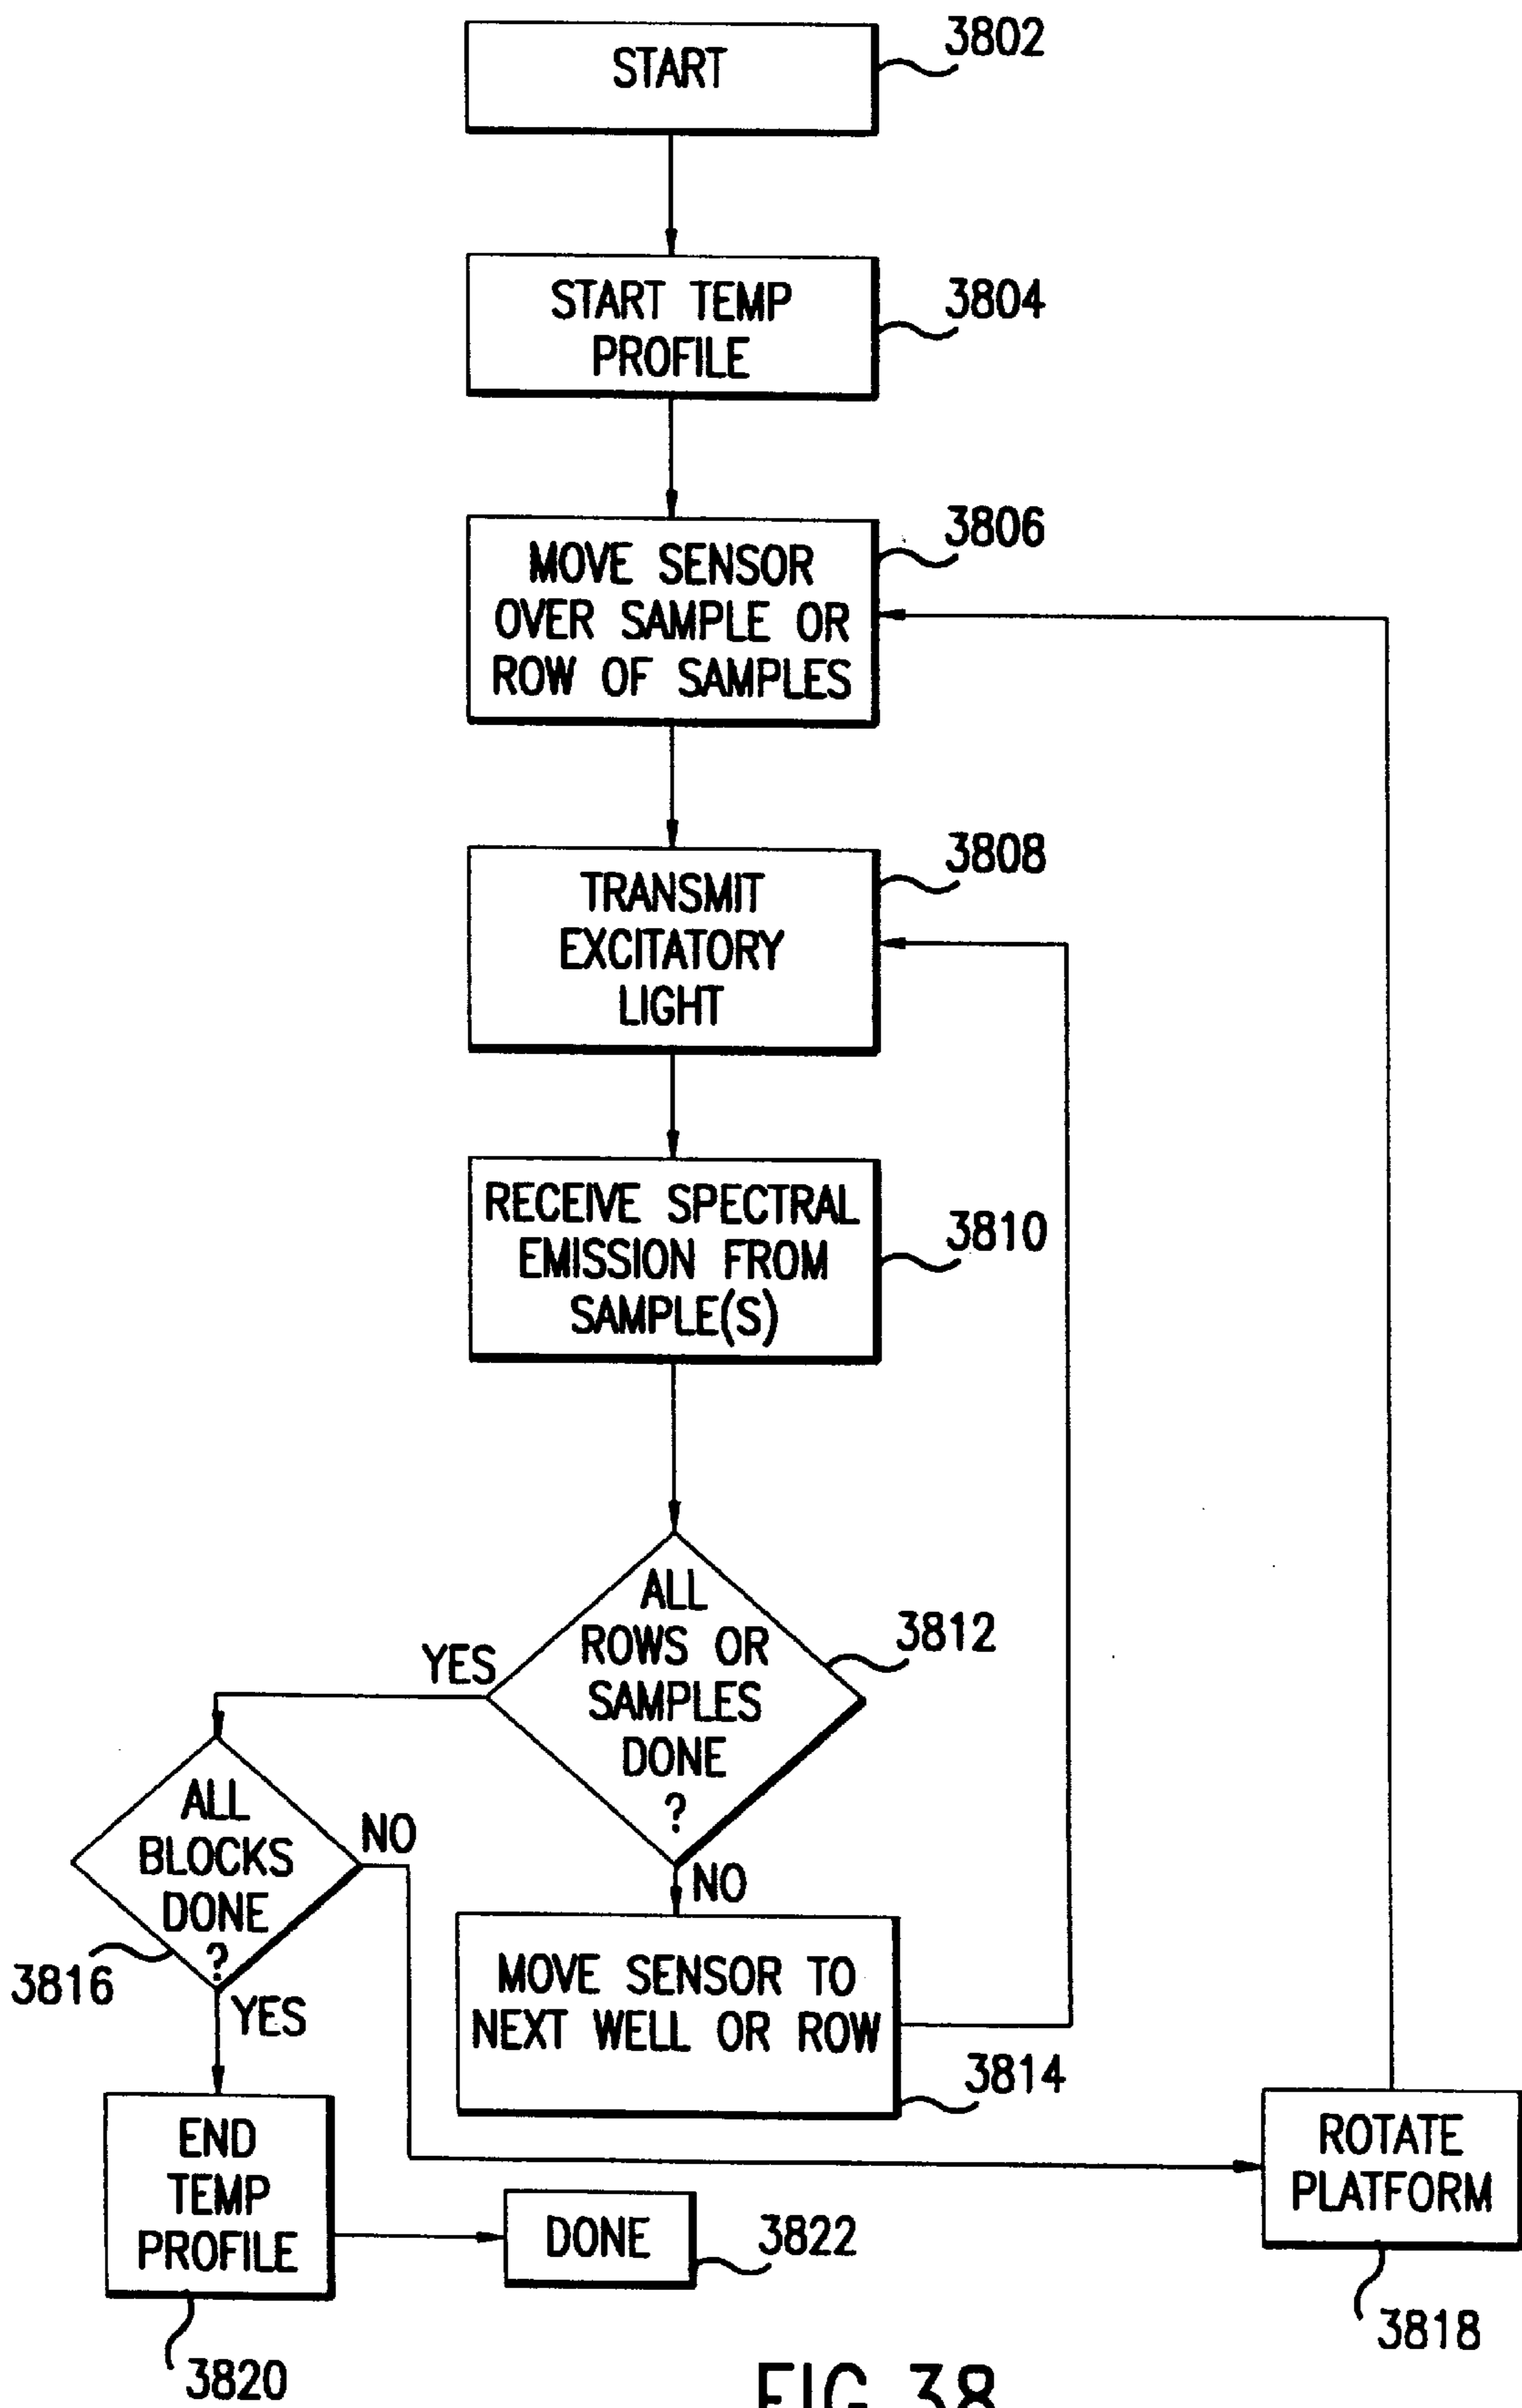 START
3802
START TEMP
PROFILE
3804
MOVE SENSOR
OVER SAMPLE OR
ROW OF SAMPLES
3806
TRANSMIT
EXCITATORY
LIGHT
3808
RECEIVE SPECTRAL
EMISSION FROM
SAMPLE(S)
3810
ALL
ROWS OR
SAMPLES
DONE
?
3812
YES
NO
ALL
BLOCKS
DONE
?
3816
NO
YES
MOVE SENSOR TO
NEXT WELL OR ROW
3814
END
TEMP
PROFILE
3820
DONE
3822
ROTATE
PLATFORM
3818
FIG.38